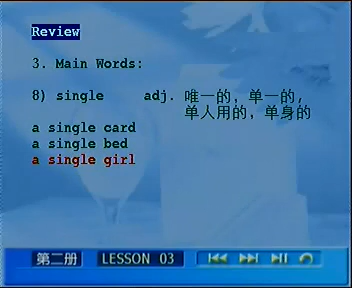 Review
3. Main Words:
8) single adj. 唯一的, 单一的,
单人用的, 单身的
a single card
a single bed
a single girl
第二册 LESSON 03